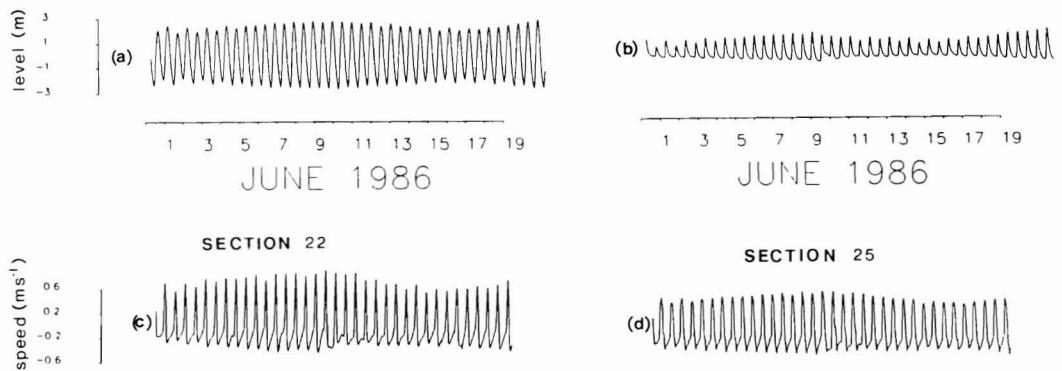 level (m)
3
1
-1
-3
(a)
1 3 5 7 9 11 13 15 17 19
JUNE 1986
(b)
1 3 5 7 9 11 13 15 17 19
JUNE 1986
SECTION 22
speed (ms⁻¹)
0 6
0 2
-0 2
-0 6
(c)
SECTION 25
(d)